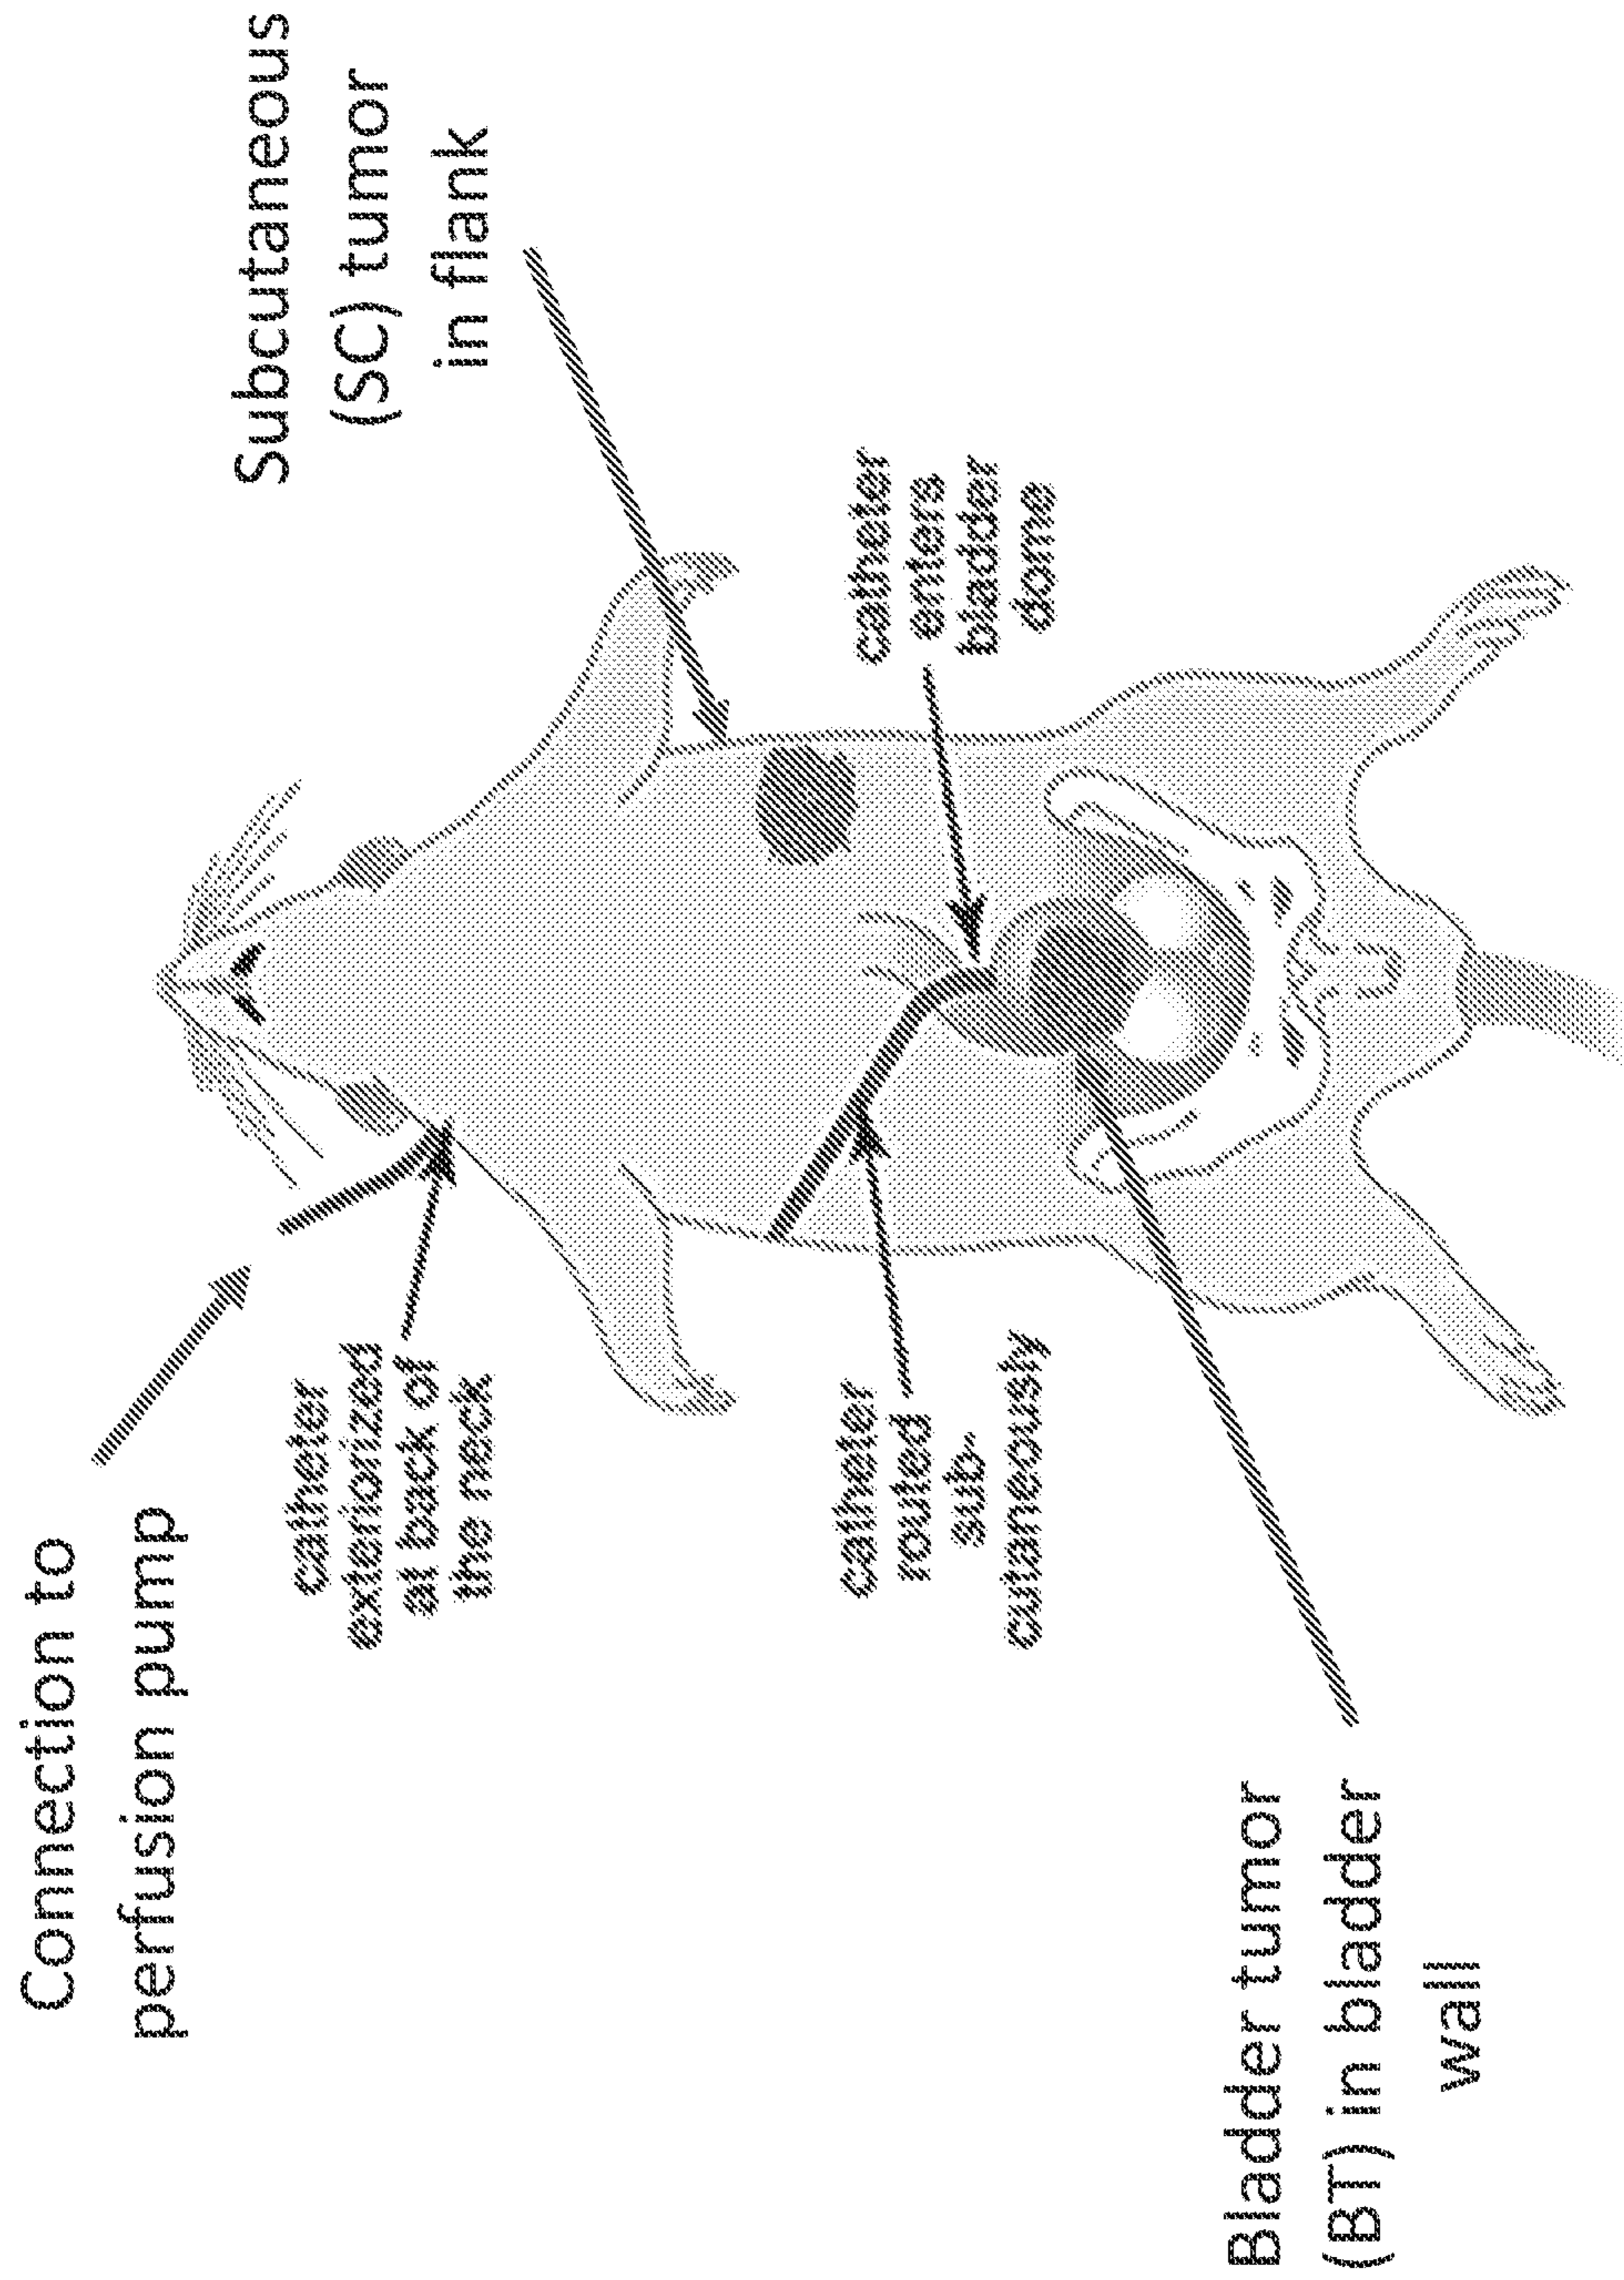 Connection to
perfusion pump
catheter
exteriorized
at back of
the neck
catheter
routed
sub-
cutaneously
Bladder tumor
(BT) in bladder
wall
Subcutaneous
(SC) tumor
in flank
catheter
enters
bladder
dome